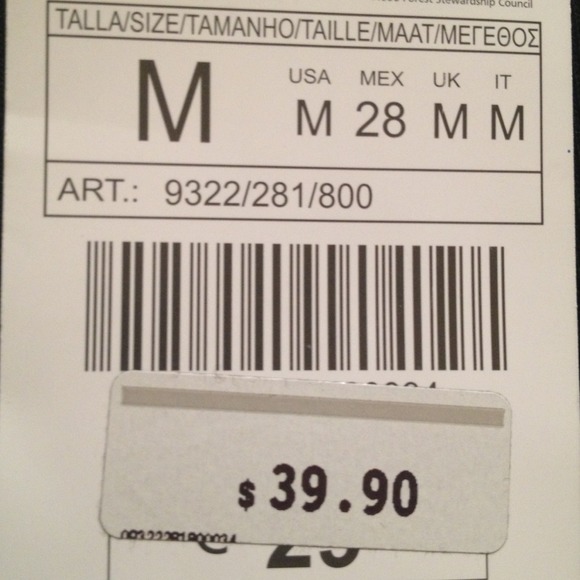 Forest Stewardship Council
TALLA/SIZE/TAMANHO/TAILLE/MAAT/ΜΕΓΕΘΟΣ
M
USA MEX UK IT
M 28 M M
ART.: 9322/281/800
$ 39.90